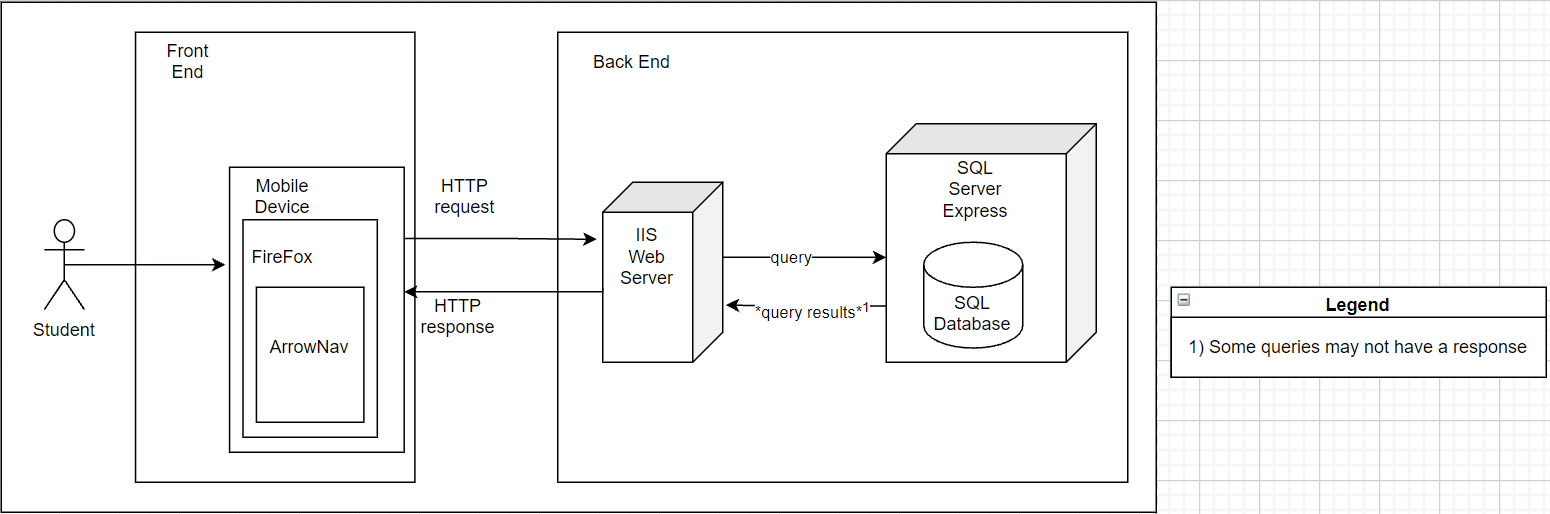 Front
End
Back End
Mobile
Device
FireFox
ArrowNav
Student
HTTP
request
HTTP
response
IIS
Web
Server
query
*query results*1
SQL
Server
Express
SQL
Database
Legend
1) Some queries may not have a response